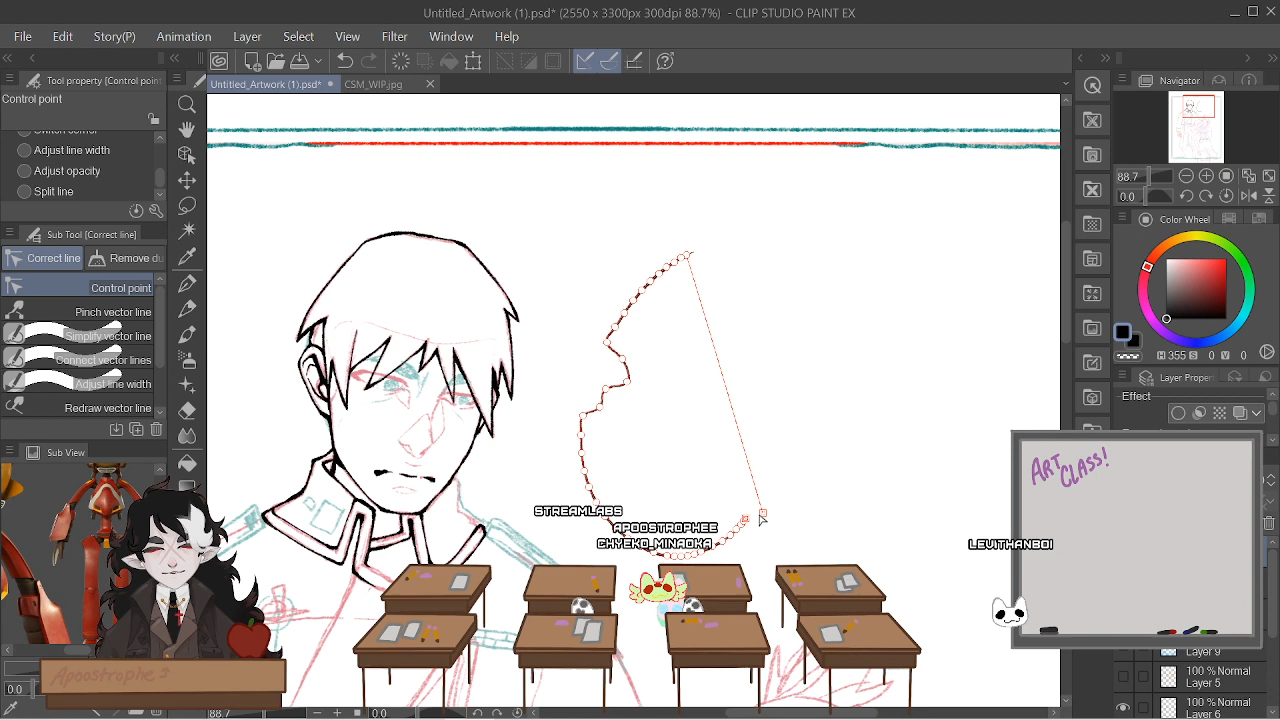 Untitled_Artwork (1).psd* (2550 x 3300px 300dpi 88.7%)  - CLIP STUDIO PAINT EX
File Edit Story(P) Animation Layer Select View Filter Window Help
Tool property [Control point]
Untitled_Artwork (1).psd*
CSM_WIP.jpg
Navigator
Control point
Adjust line width
Adjust opacity
Split line
88.7
0.0
Sub Tool [Correct line]
Color Wheel
Correct line
Remove du
Control point
Pinch vector line
Simplify vector line
Connect vector lines
Adjust line width
Redraw vector line
H 355 S 0 V 0
Layer Proper
Effect
Sub View
ART CLASS!
STREAMLABS
APOOSTROPHEE
CHYEKO_MINAOKA
LEVITHANBOI
Apostrophes
Layer 9
100 % Normal
Layer 5
100 % Normal
Layer 8
0.0
88.7
0.0